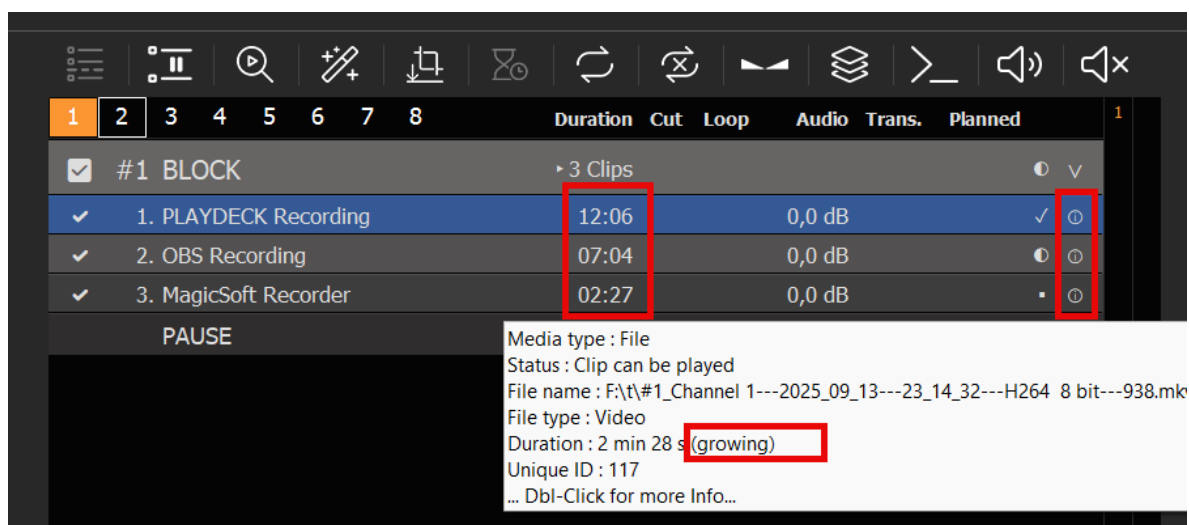 1 2 3 4 5 6 7 8 Duration Cut Loop Audio Trans. Planned 1
#1 BLOCK 3 Clips
1. PLAYDECK Recording 12:06 0,0 dB
2. OBS Recording 07:04 0,0 dB
3. MagicSoft Recorder 02:27 0,0 dB
PAUSE
Media type : File
Status : Clip can be played
File name : F:\t\#1_Channel 1---2025_09_13---23_14_32---H264 8 bit---938.mkv
File type : Video
Duration : 2 min 28 s (growing)
Unique ID : 117
... Dbl-Click for more Info...